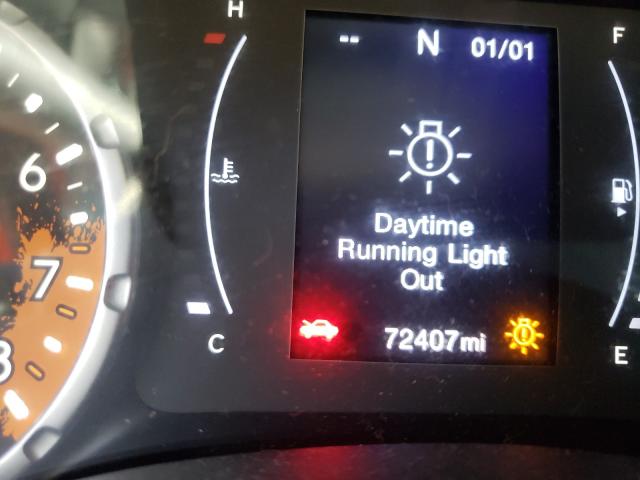 H
F
-- N 01/01
6
Daytime
Running Light
Out
7
72407mi
C
E